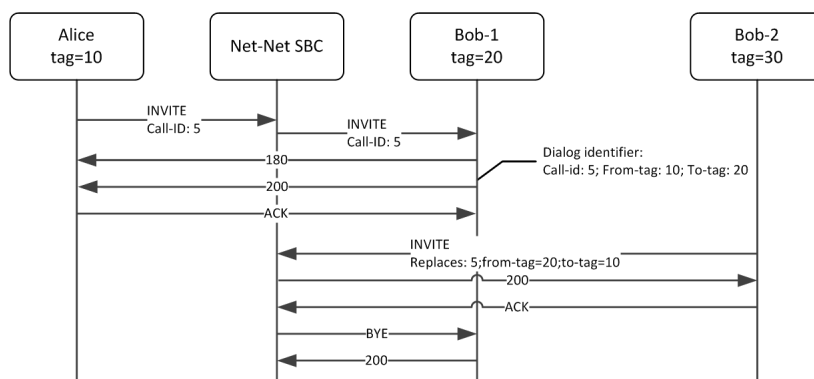 Alice
tag=10
Net-Net SBC
Bob-1
tag=20
Bob-2
tag=30
INVITE
Call-ID: 5
INVITE
Call-ID: 5
180
Dialog identifier:
Call-id: 5; From-tag: 10; To-tag: 20
200
ACK
INVITE
Replaces: 5;from-tag=20;to-tag=10
200
ACK
BYE
200